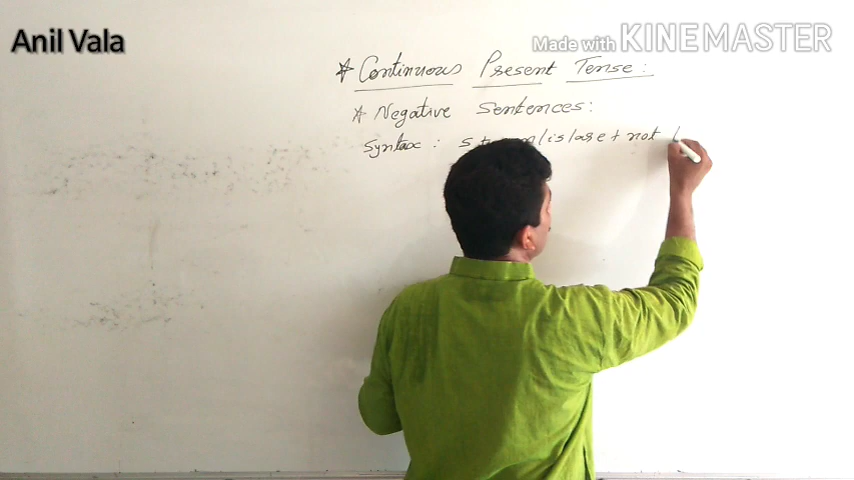 Anil Vala
Made with KINEMASTER
* Continuous Present Tense :
* Negative Sentences :
Syntax : S + am / is / are + not